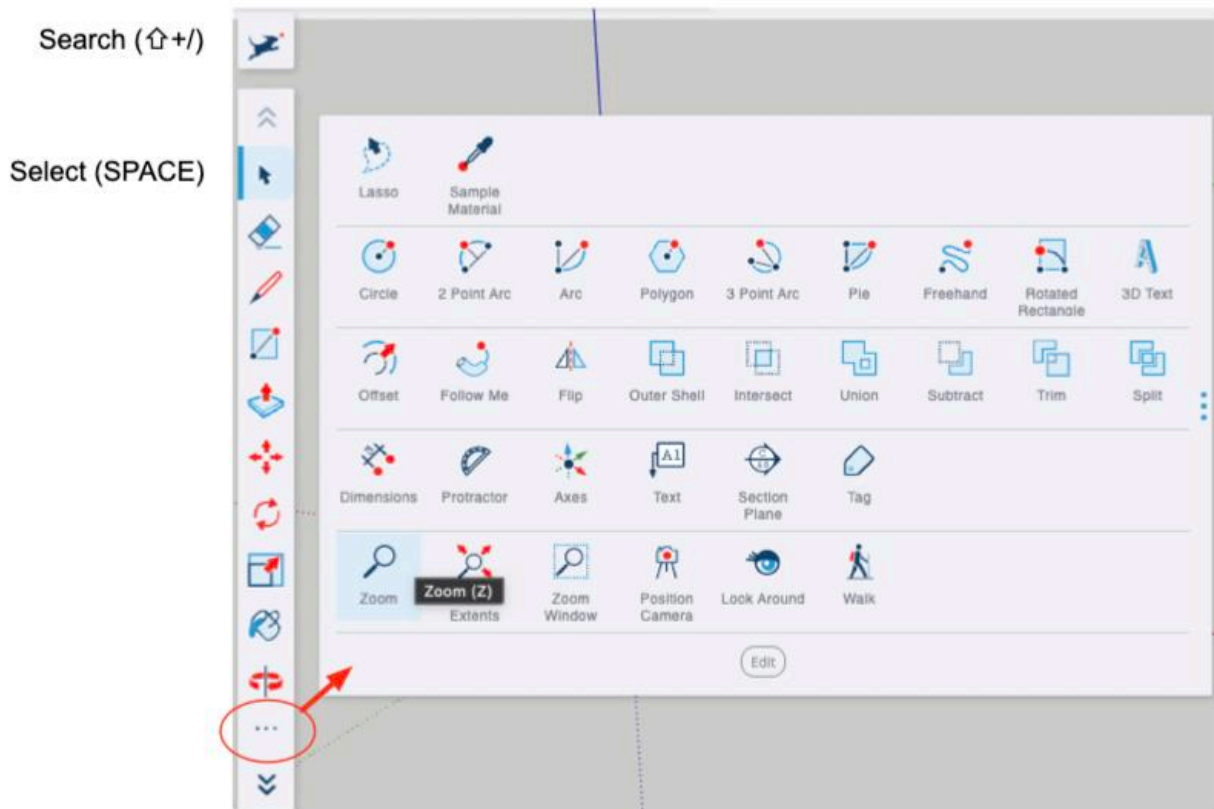 Search (⇧+/)
Select (SPACE)
Lasso
Sample
Material
Circle
2 Point Arc
Arc
Polygon
3 Point Arc
Pie
Freehand
Rotated
Rectangle
3D Text
Offset
Follow Me
Flip
Outer Shell
Intersect
Union
Subtract
Trim
Split
A1
Dimensions
Protractor
Axes
Text
Section
Plane
Tag
Zoom
Zoom (Z)
Extents
Zoom
Window
Position
Camera
Look Around
Walk
Edit